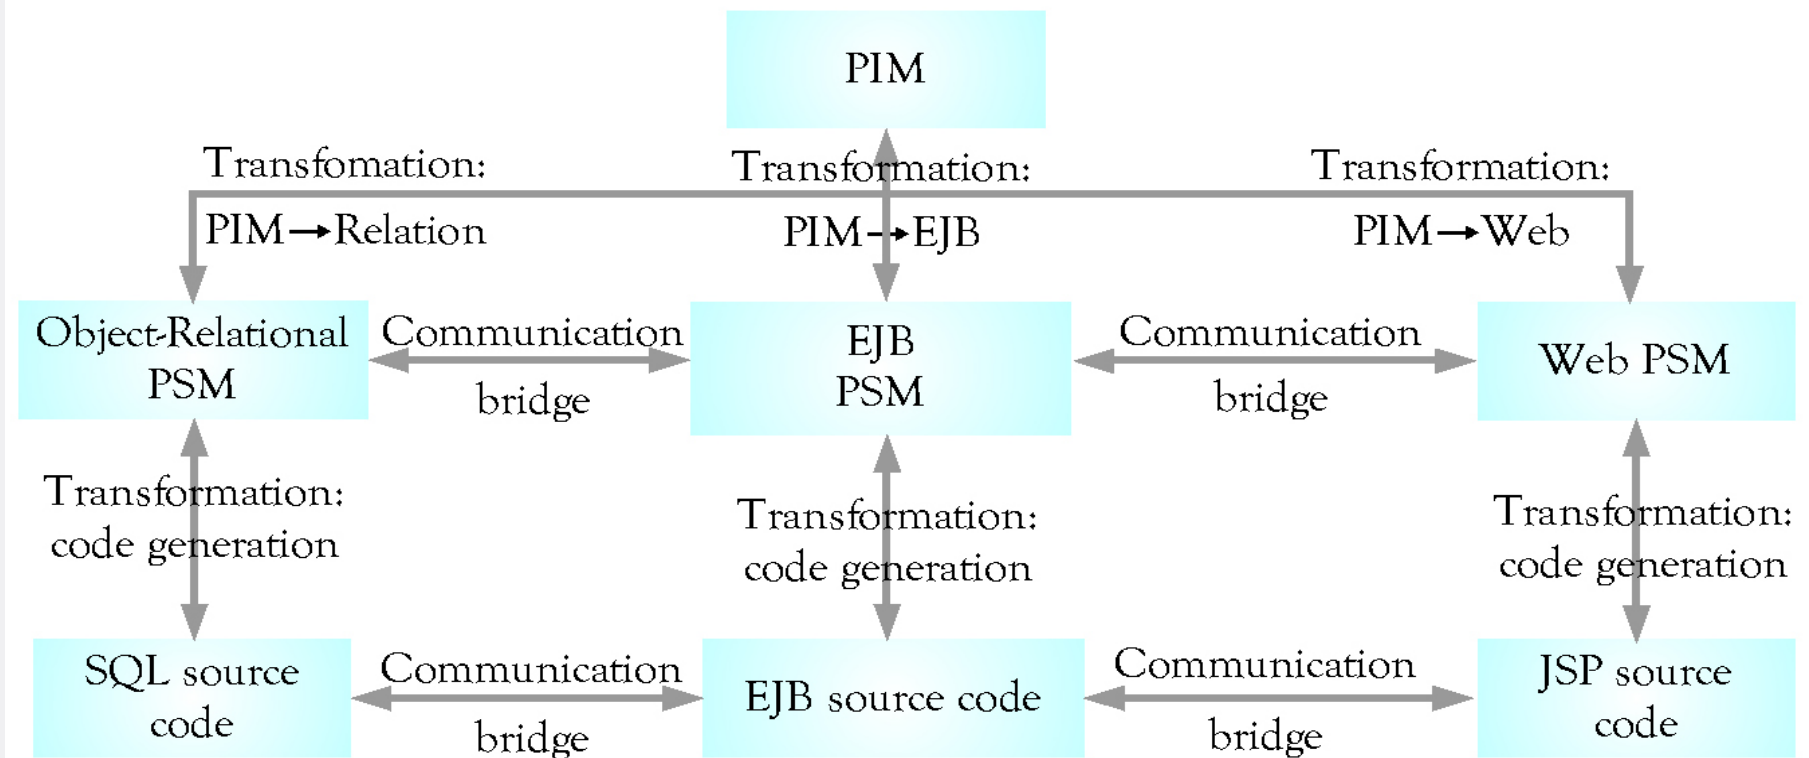 PIM
Transfomation:
Transformation:
Transformation:
PIM→Relation
PIM→EJB
PIM→Web
Object-Relational
PSM
Communication
bridge
EJB
PSM
Communication
bridge
Web PSM
Transformation:
code generation
Transformation:
code generation
Transformation:
code generation
SQL source
code
Communication
bridge
EJB source code
Communication
bridge
JSP source
code